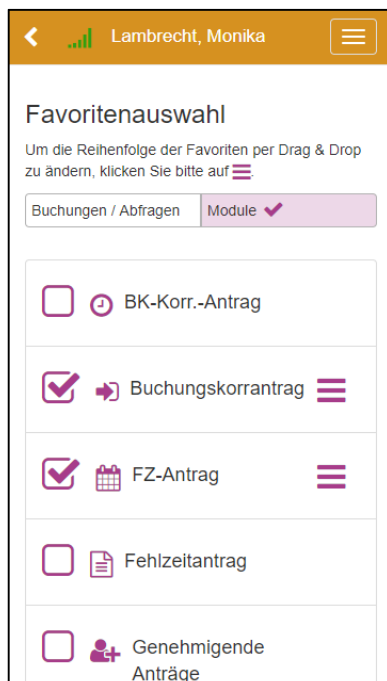 Lambrecht, Monika
Favoritenauswahl
Um die Reihenfolge der Favoriten per Drag & Drop
zu ändern, klicken Sie bitte auf .
Buchungen / Abfragen Module
BK-Korr.-Antrag
Buchungskorrantrag
FZ-Antrag
Fehlzeitantrag
Genehmigende
Anträge